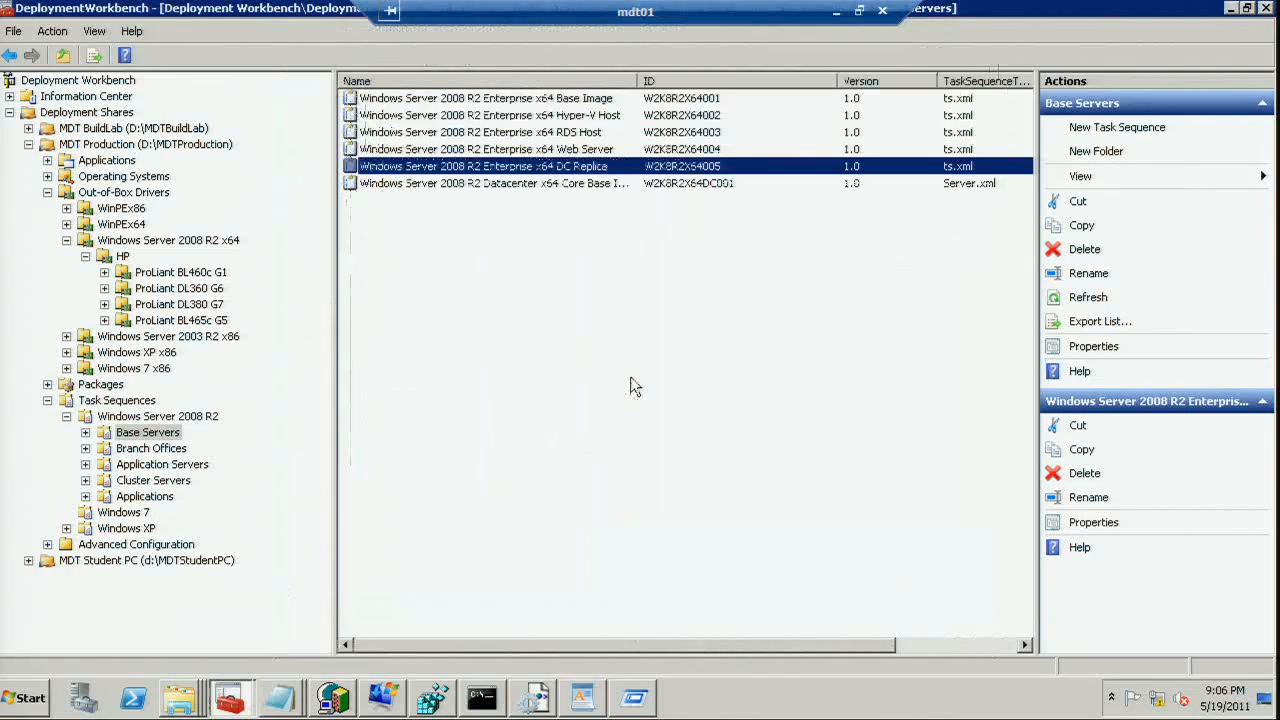 DeploymentWorkbench - [Deployment Workbench\Deploym
mdt01
ervers]
File Action View Help
Name ID Version TaskSequenceT... Actions
Deployment Workbench
Information Center
Deployment Shares
MDT BuildLab (D:\MDTBuildLab)
MDT Production (D:\MDTProduction)
Applications
Operating Systems
Out-of-Box Drivers
WinPEx86
WinPEx64
Windows Server 2008 R2 x64
HP
ProLiant BL460c G1
ProLiant DL360 G6
ProLiant DL380 G7
ProLiant BL465c G5
Windows Server 2003 R2 x86
Windows XP x86
Windows 7 x86
Packages
Task Sequences
Windows Server 2008 R2
Base Servers
Branch Offices
Application Servers
Cluster Servers
Applications
Windows 7
Windows XP
Advanced Configuration
MDT Student PC (d:\MDTStudentPC)
Windows Server 2008 R2 Enterprise x64 Base Image W2K8R2X64001 1.0 ts.xml
Windows Server 2008 R2 Enterprise x64 Hyper-V Host W2K8R2X64002 1.0 ts.xml
Windows Server 2008 R2 Enterprise x64 RDS Host W2K8R2X64003 1.0 ts.xml
Windows Server 2008 R2 Enterprise x64 Web Server W2K8R2X64004 1.0 ts.xml
Windows Server 2008 R2 Enterprise x64 DC Replica W2K8R2X64005 1.0 ts.xml
Windows Server 2008 R2 Datacenter x64 Core Base I... W2K8R2X64DC001 1.0 Server.xml
Base Servers
New Task Sequence
New Folder
View
Cut
Copy
Delete
Rename
Refresh
Export List...
Properties
Help
Windows Server 2008 R2 Enterpris...
Cut
Copy
Delete
Rename
Properties
Help
Start
9:06 PM
5/19/2011